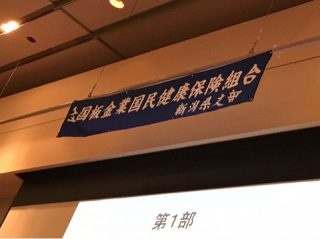 全国板金業国民健康保険組合
新潟県支部
第1部